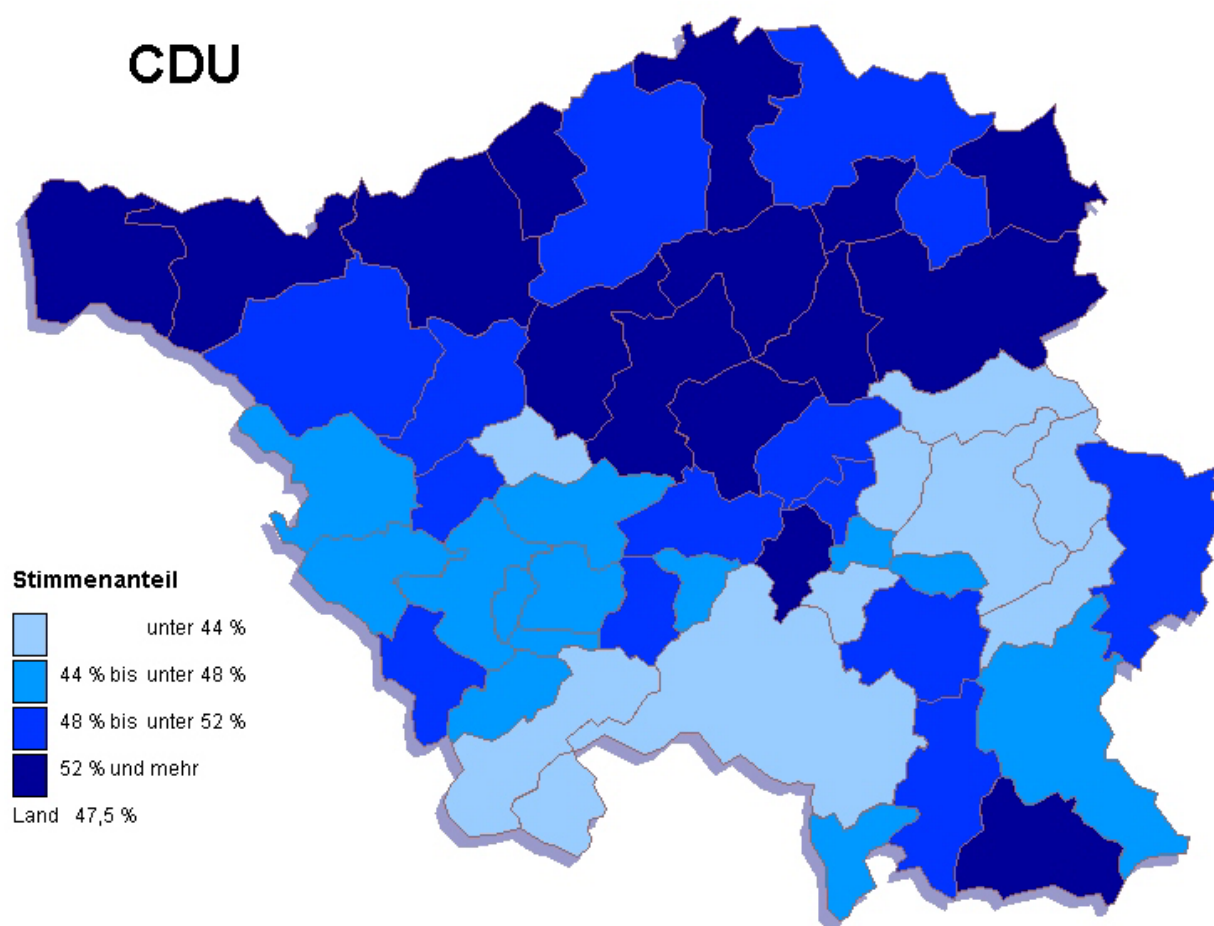 CDU
Stimmenanteil
unter 44 %
44 % bis unter 48 %
48 % bis unter 52 %
52 % und mehr
Land 47,5 %